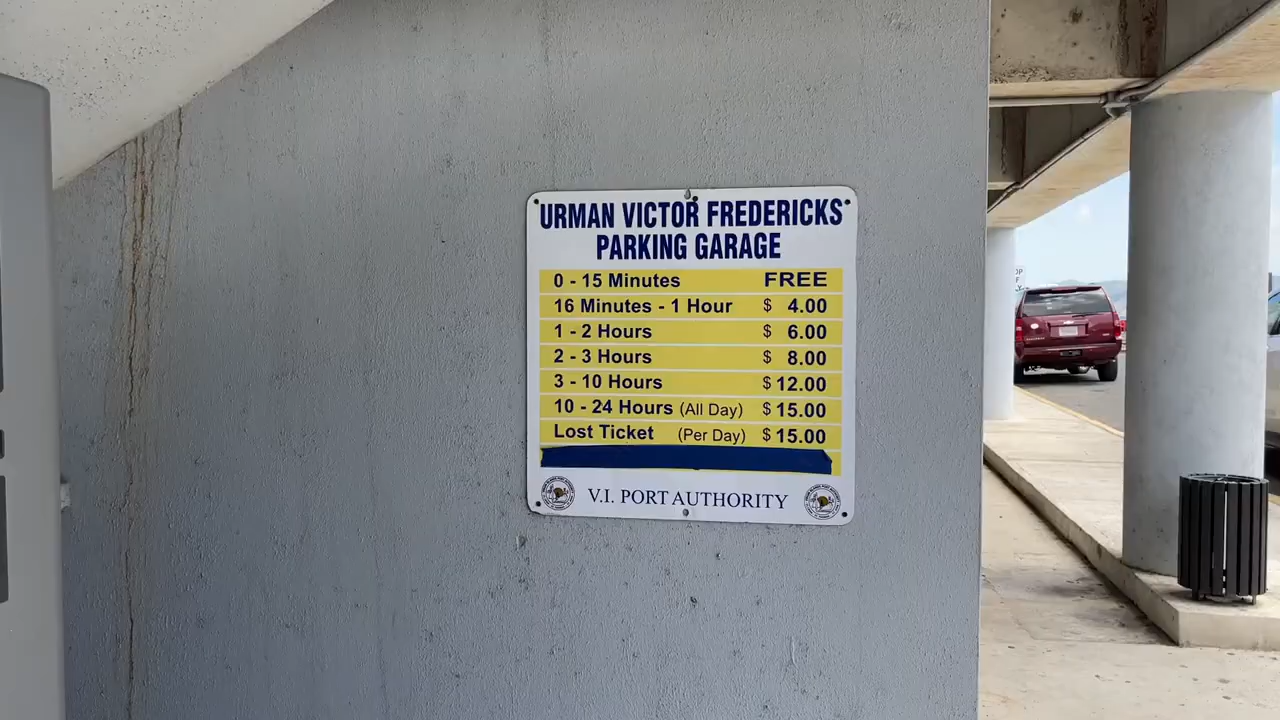 URMAN VICTOR FREDERICKS
PARKING GARAGE
0 - 15 Minutes FREE
16 Minutes - 1 Hour $ 4.00
1 - 2 Hours $ 6.00
2 - 3 Hours $ 8.00
3 - 10 Hours $ 12.00
10 - 24 Hours (All Day) $ 15.00
Lost Ticket (Per Day) $ 15.00
V.I. PORT AUTHORITY